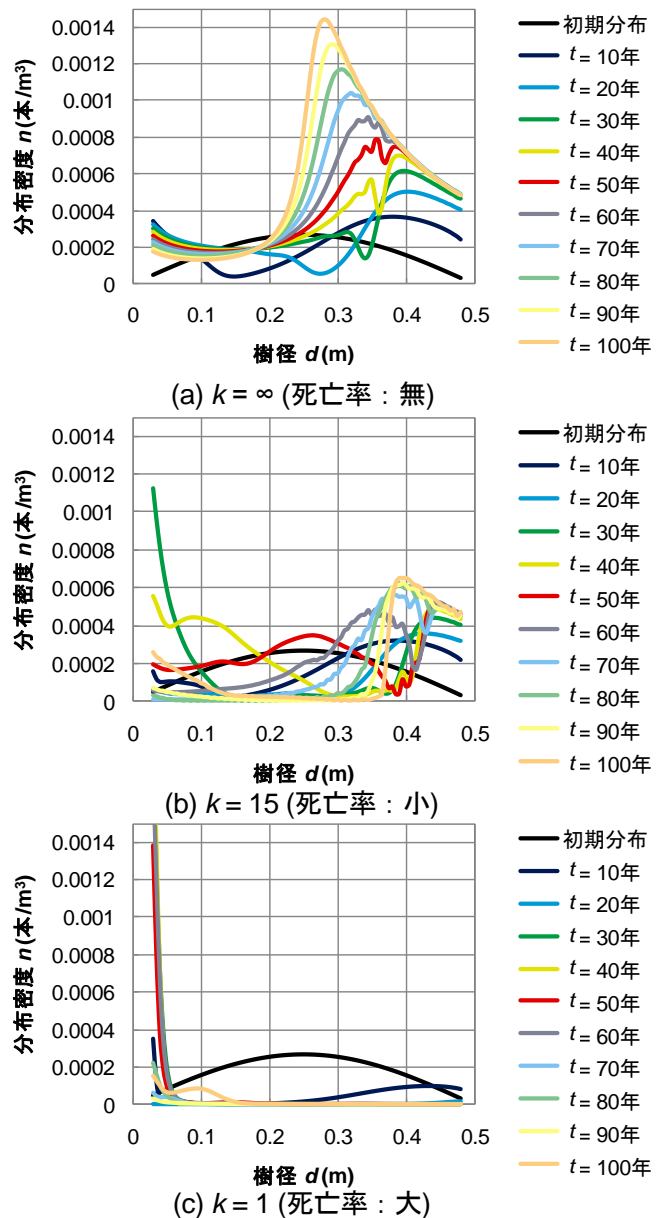 分布密度 n(本/m³)
0.0014
0.0012
0.001
0.0008
0.0006
0.0004
0.0002
0
0 0.1 0.2 0.3 0.4 0.5
樹径 d(m)
初期分布
t = 10年
t = 20年
t = 30年
t = 40年
t = 50年
t = 60年
t = 70年
t = 80年
t = 90年
t = 100年
(a) k = ∞ (死亡率：無)
分布密度 n(本/m³)
0.0014
0.0012
0.001
0.0008
0.0006
0.0004
0.0002
0
0 0.1 0.2 0.3 0.4 0.5
樹径 d(m)
初期分布
t = 10年
t = 20年
t = 30年
t = 40年
t = 50年
t = 60年
t = 70年
t = 80年
t = 90年
t = 100年
(b) k = 15 (死亡率：小)
分布密度 n(本/m³)
0.0014
0.0012
0.001
0.0008
0.0006
0.0004
0.0002
0
0 0.1 0.2 0.3 0.4 0.5
樹径 d(m)
初期分布
t = 10年
t = 20年
t = 30年
t = 40年
t = 50年
t = 60年
t = 70年
t = 80年
t = 90年
t = 100年
(c) k = 1 (死亡率：大)